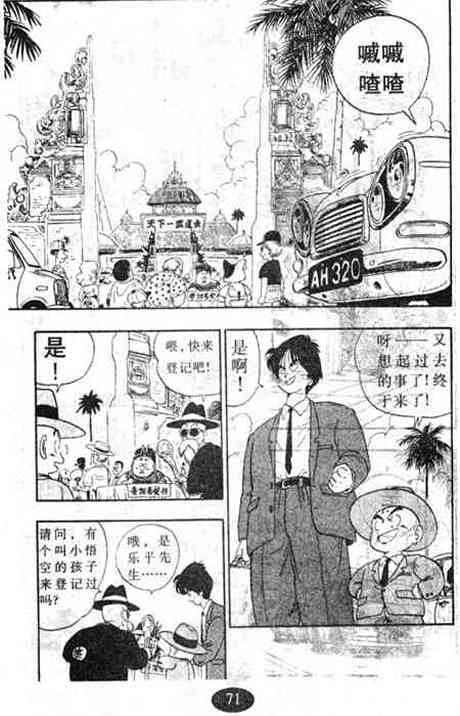 嘁嘁
喳喳
天下一武道会
AH320
呀——又
想起过去
的事了！终
于来了！
是
啊！
喂，快来
登记吧！
是！
哦，是
乐平先
生……
请问，有
个叫小悟
空的孩子
来登记过
吗？
71